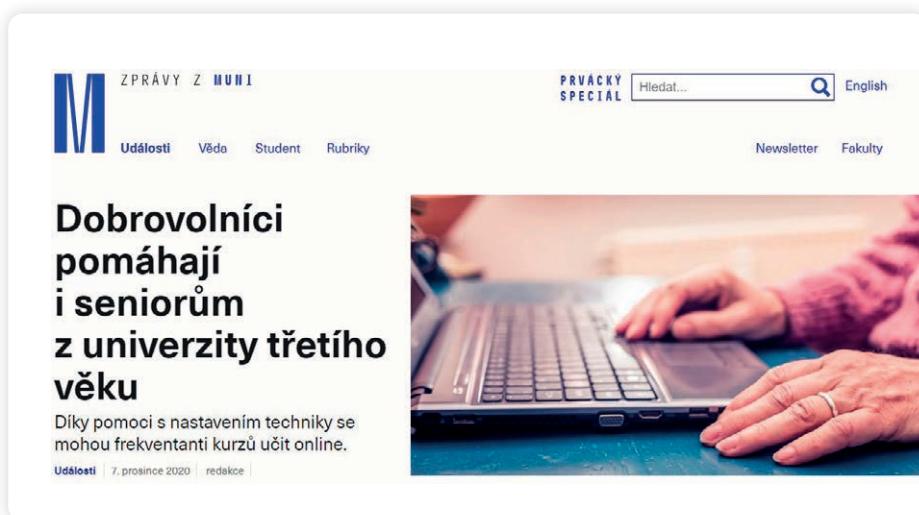 ZPRÁVY Z MUNI
PRVÁCKÝ
SPECIÁL
Hledat...
English
Události Věda Student Rubriky
Newsletter Fakulty
Dobrovolníci
pomáhají
i seniorům
z univerzity třetího
věku
Díky pomoci s nastavením techniky se
mohou frekventanti kurzů učit online.
Události 7. prosince 2020 redakce